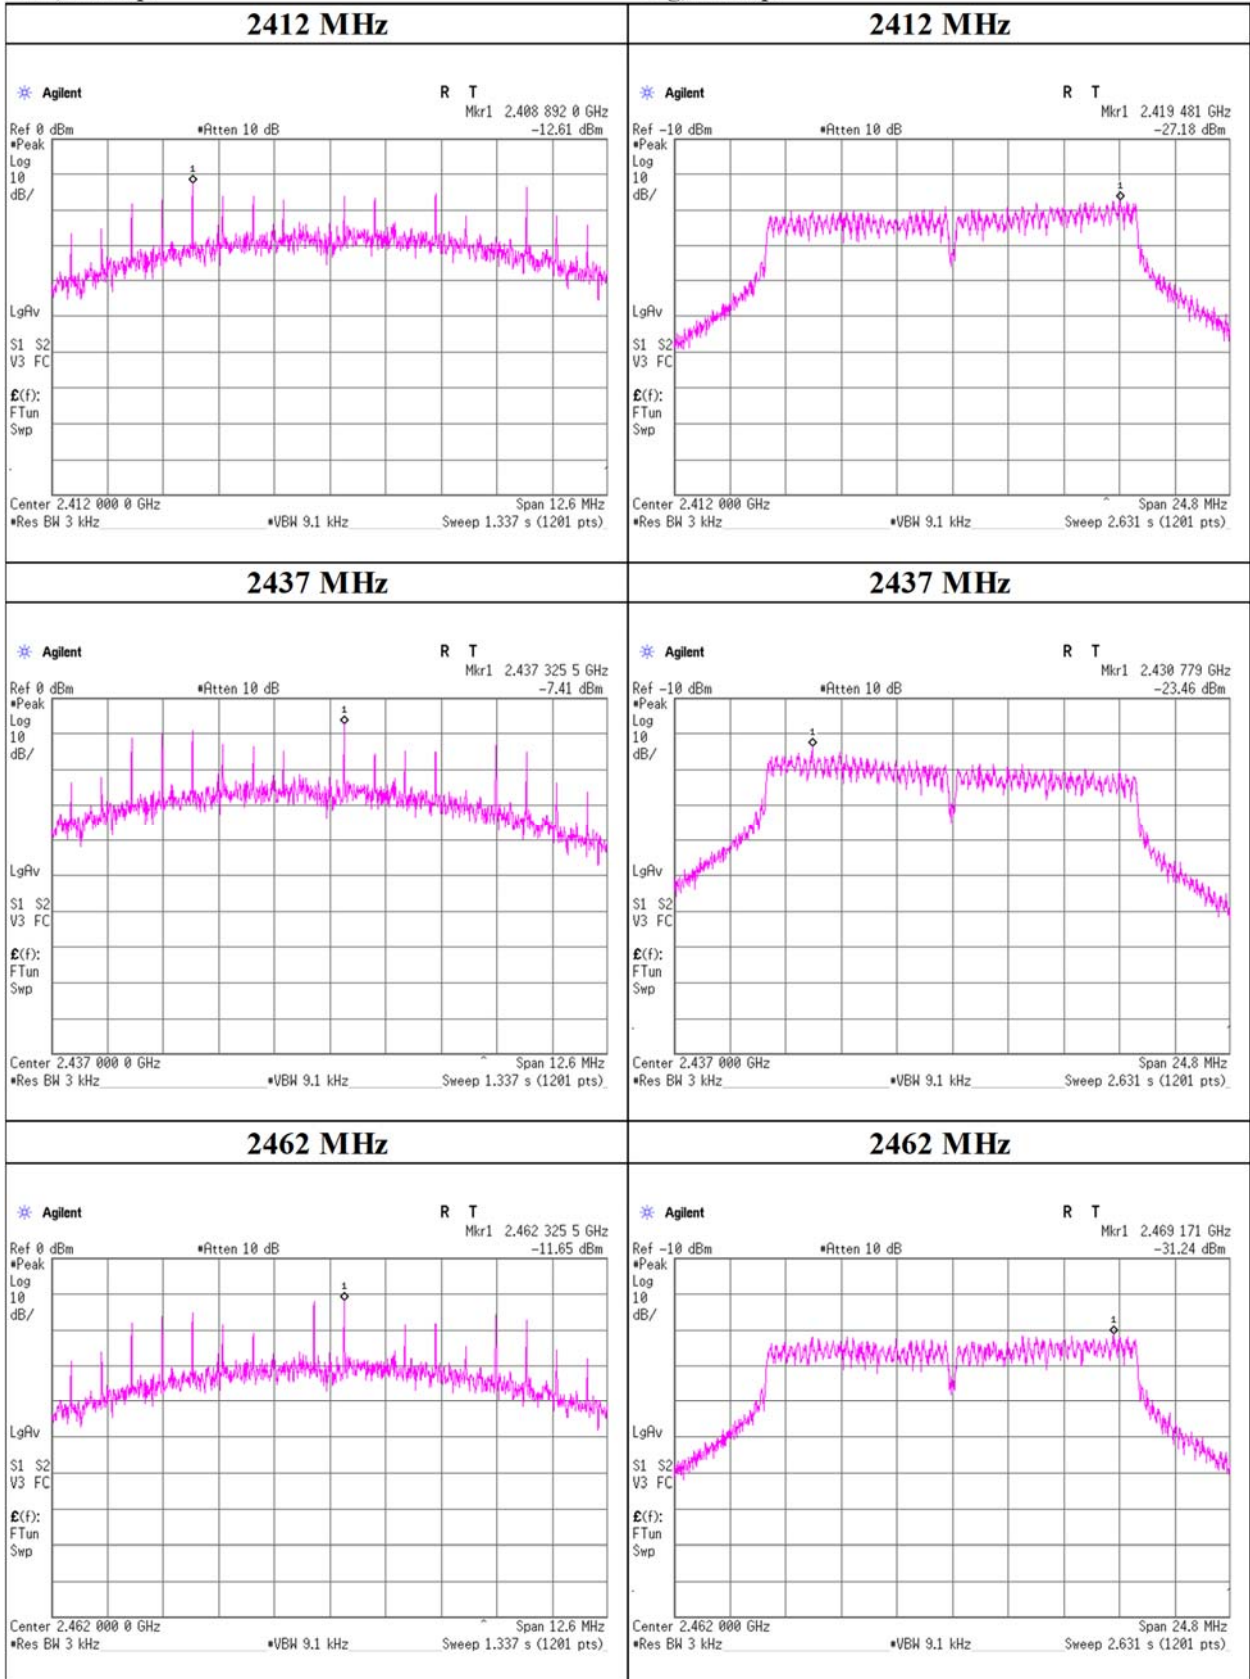 2412 MHz
Agilent
R T
Mkr1 2.408 892 0 GHz
Ref 0 dBm
*Atten 10 dB
-12.61 dBm
*Peak
Log
10
dB/
1
LgAv
S1 S2
V3 FC
£(f):
FTun
Swp
Center 2.412 000 0 GHz
Span 12.6 MHz
*Res BW 3 kHz
*VBW 9.1 kHz
Sweep 1.337 s (1201 pts)
2412 MHz
Agilent
R T
Mkr1 2.419 481 GHz
Ref -10 dBm
*Atten 10 dB
-27.18 dBm
*Peak
Log
10
dB/
1
LgAv
S1 S2
V3 FC
£(f):
FTun
Swp
Center 2.412 000 GHz
Span 24.8 MHz
*Res BW 3 kHz
*VBW 9.1 kHz
Sweep 2.631 s (1201 pts)
2437 MHz
Agilent
R T
Mkr1 2.437 325 5 GHz
Ref 0 dBm
*Atten 10 dB
-7.41 dBm
*Peak
Log
10
dB/
1
LgAv
S1 S2
V3 FC
£(f):
FTun
Swp
Center 2.437 000 0 GHz
Span 12.6 MHz
*Res BW 3 kHz
*VBW 9.1 kHz
Sweep 1.337 s (1201 pts)
2437 MHz
Agilent
R T
Mkr1 2.430 779 GHz
Ref -10 dBm
*Atten 10 dB
-23.46 dBm
*Peak
Log
10
dB/
1
LgAv
S1 S2
V3 FC
£(f):
FTun
Swp
Center 2.437 000 GHz
Span 24.8 MHz
*Res BW 3 kHz
*VBW 9.1 kHz
Sweep 2.631 s (1201 pts)
2462 MHz
Agilent
R T
Mkr1 2.462 325 5 GHz
Ref 0 dBm
*Atten 10 dB
-11.65 dBm
*Peak
Log
10
dB/
1
LgAv
S1 S2
V3 FC
£(f):
FTun
Swp
Center 2.462 000 0 GHz
Span 12.6 MHz
*Res BW 3 kHz
*VBW 9.1 kHz
Sweep 1.337 s (1201 pts)
2462 MHz
Agilent
R T
Mkr1 2.469 171 GHz
Ref -10 dBm
*Atten 10 dB
-31.24 dBm
*Peak
Log
10
dB/
1
LgAv
S1 S2
V3 FC
£(f):
FTun
Swp
Center 2.462 000 GHz
Span 24.8 MHz
*Res BW 3 kHz
*VBW 9.1 kHz
Sweep 2.631 s (1201 pts)